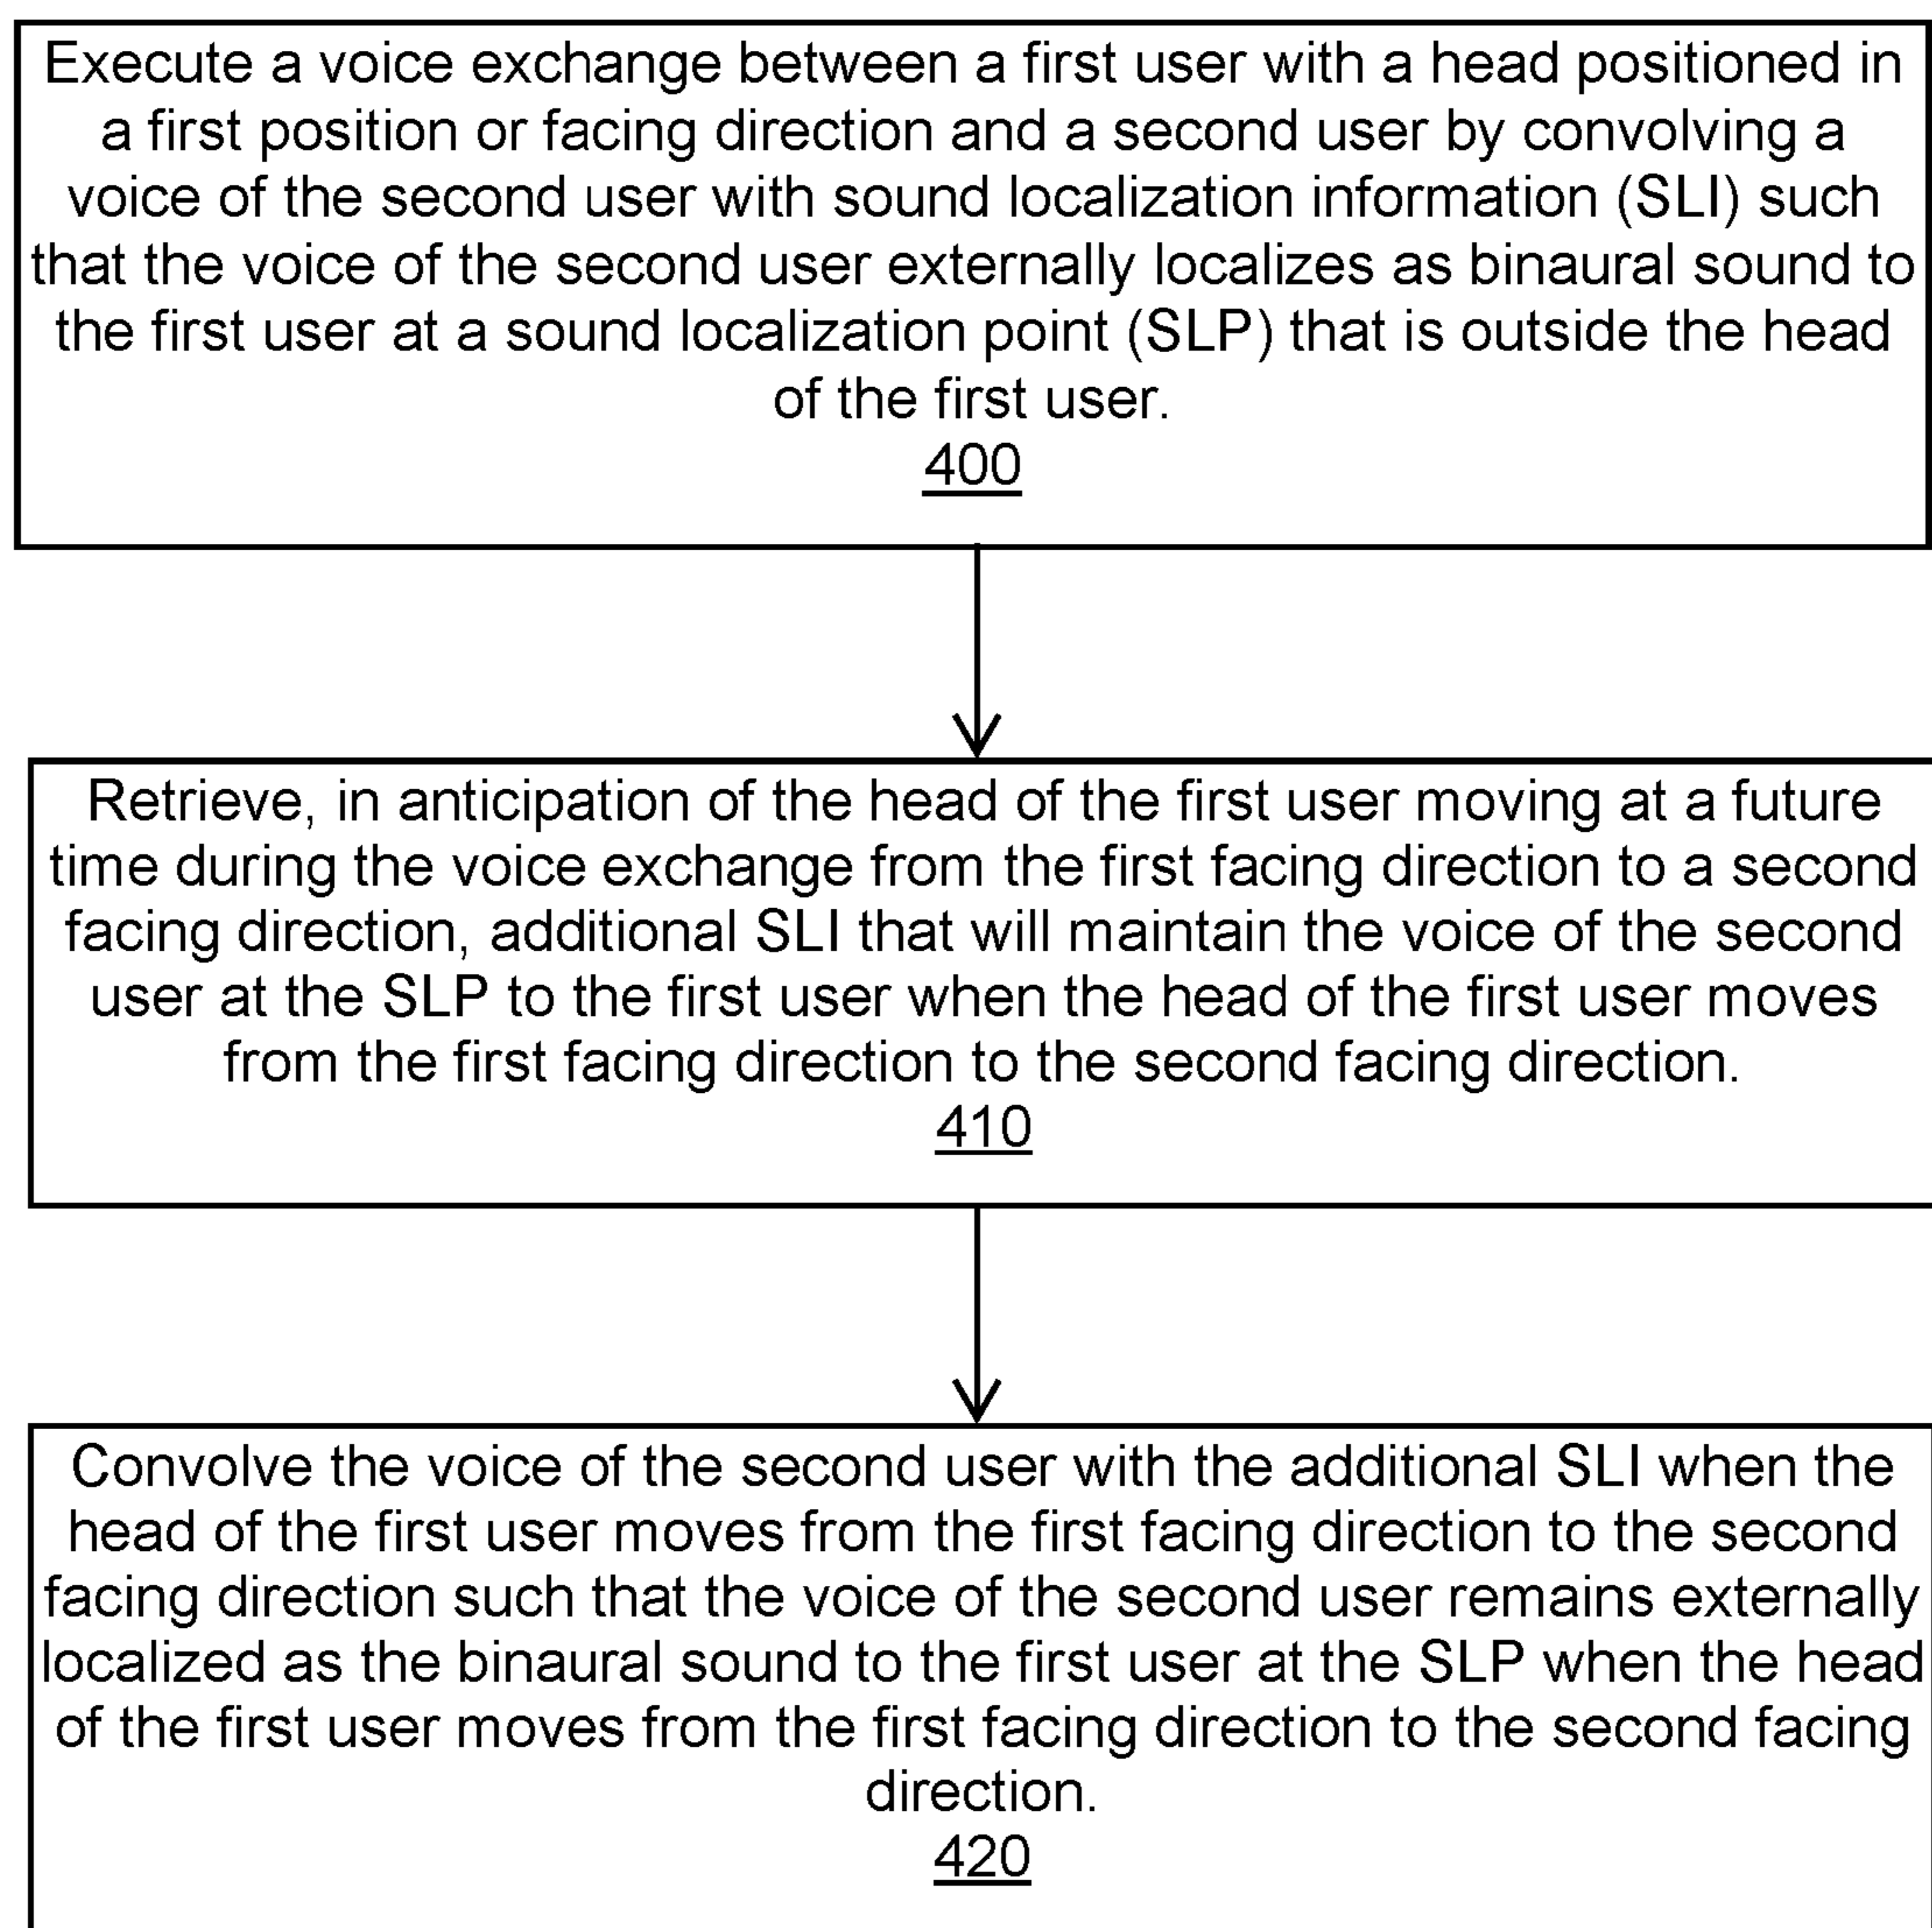 Execute a voice exchange between a first user with a head positioned in
a first position or facing direction and a second user by convolving a
voice of the second user with sound localization information (SLI) such
that the voice of the second user externally localizes as binaural sound to
the first user at a sound localization point (SLP) that is outside the head
of the first user.
400
Retrieve, in anticipation of the head of the first user moving at a future
time during the voice exchange from the first facing direction to a second
facing direction, additional SLI that will maintain the voice of the second
user at the SLP to the first user when the head of the first user moves
from the first facing direction to the second facing direction.
410
Convolve the voice of the second user with the additional SLI when the
head of the first user moves from the first facing direction to the second
facing direction such that the voice of the second user remains externally
localized as the binaural sound to the first user at the SLP when the head
of the first user moves from the first facing direction to the second facing
direction.
420